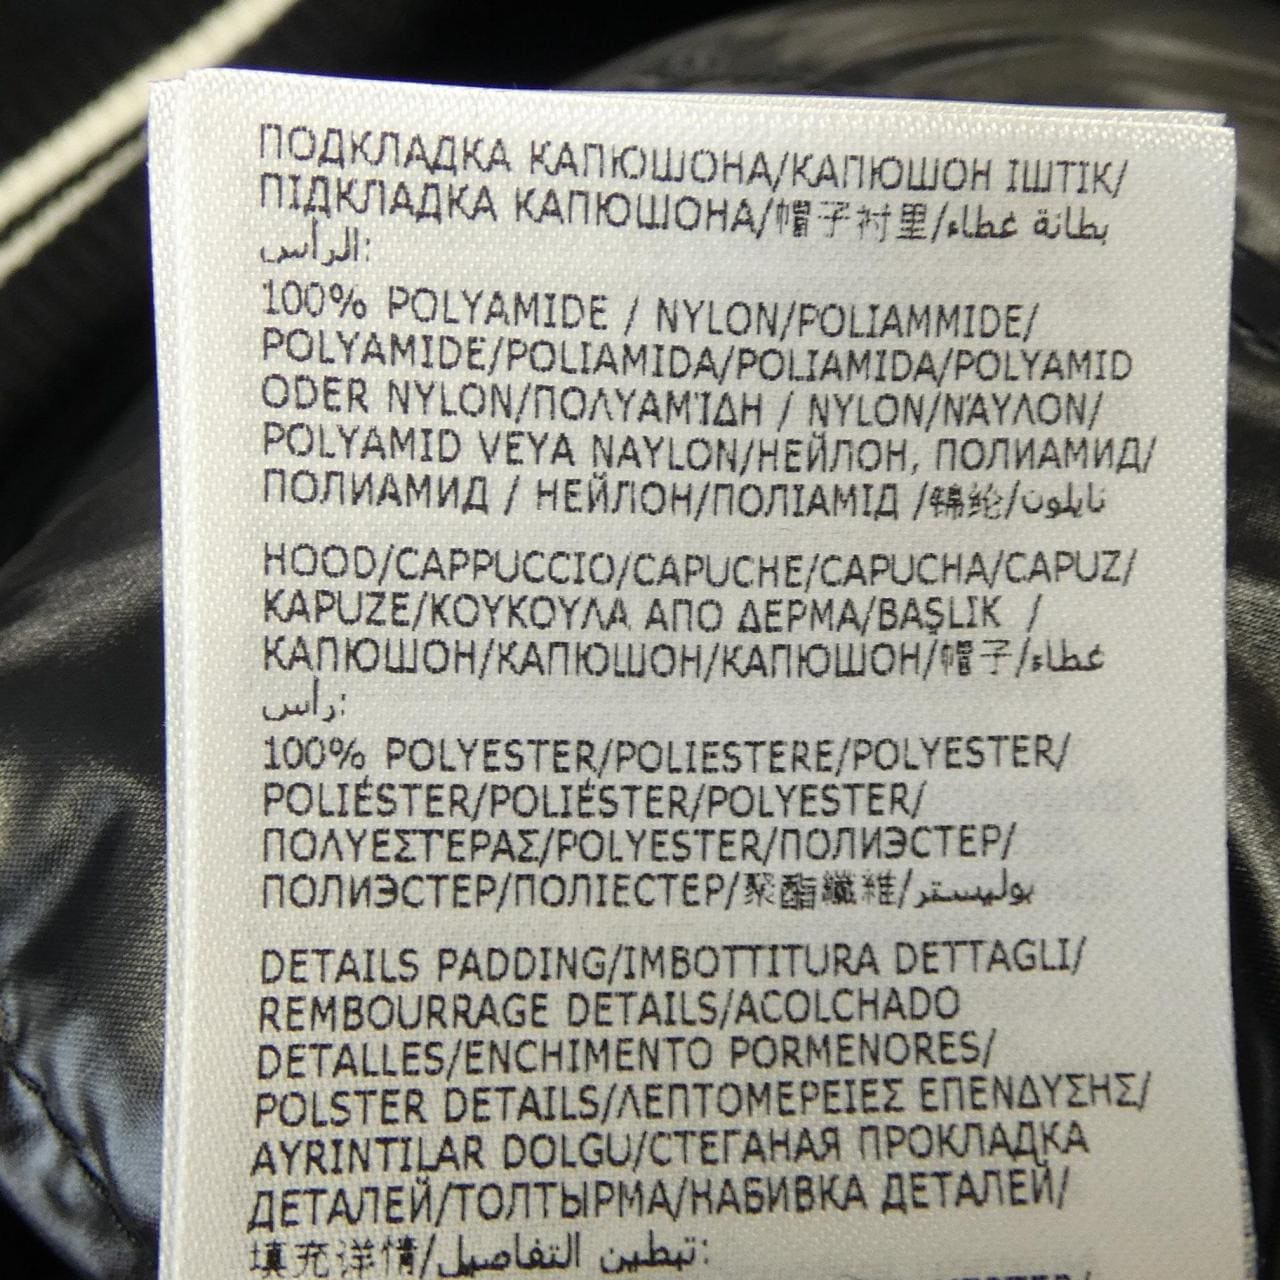 ПОДКЛАДКА КАПЮШОНА/КАПЮШОН ІШТІК/
ПІДКЛАДКА КАПЮШОНА/帽子衬里/بطانة غطاء
الرأس:
100% POLYAMIDE / NYLON/POLIAMMIDE/
POLYAMIDE/POLIAMIDA/POLIAMIDA/POLYAMID
ODER NYLON/ΠΟΛΥΑΜΊΔΗ / NYLON/ΝΆΥΛΟΝ/
POLYAMID VEYA NAYLON/НЕЙЛОН, ПОЛИАМИД/
ПОЛИАМИД / НЕЙЛОН/ПОЛІАМІД /锦纶/نايلون
HOOD/CAPPUCCIO/CAPUCHE/CAPUCHA/CAPUZ/
KAPUZE/ΚΟΥΚΟΥΛΑ ΑΠΟ ΔΕΡΜΑ/BAŞLIK /
КАПЮШОН/КАПЮШОН/КАПЮШОН/帽子/غطاء
رأس:
100% POLYESTER/POLIESTERE/POLYESTER/
POLIÉSTER/POLIÉSTER/POLYESTER/
ΠΟΛΥΕΣΤΕΡΑΣ/POLYESTER/ПОЛИЭСТЕР/
ПОЛИЭСТЕР/ПОЛІЕСТЕР/聚酯纖維/بوليستر
DETAILS PADDING/IMBOTTITURA DETTAGLI/
REMBOURRAGE DETAILS/ACOLCHADO
DETALLES/ENCHIMENTO PORMENORES/
POLSTER DETAILS/ΛΕΠΤΟΜΕΡΕΙΕΣ ΕΠΕΝΔΥΣΗΣ/
AYRINTILAR DOLGU/СТЕГАНАЯ ПРОКЛАДКА
ДЕТАЛЕЙ/ТОЛТЫРМА/НАБИВКА ДЕТАЛЕЙ/
填充详情/تبطين التفاصيل: